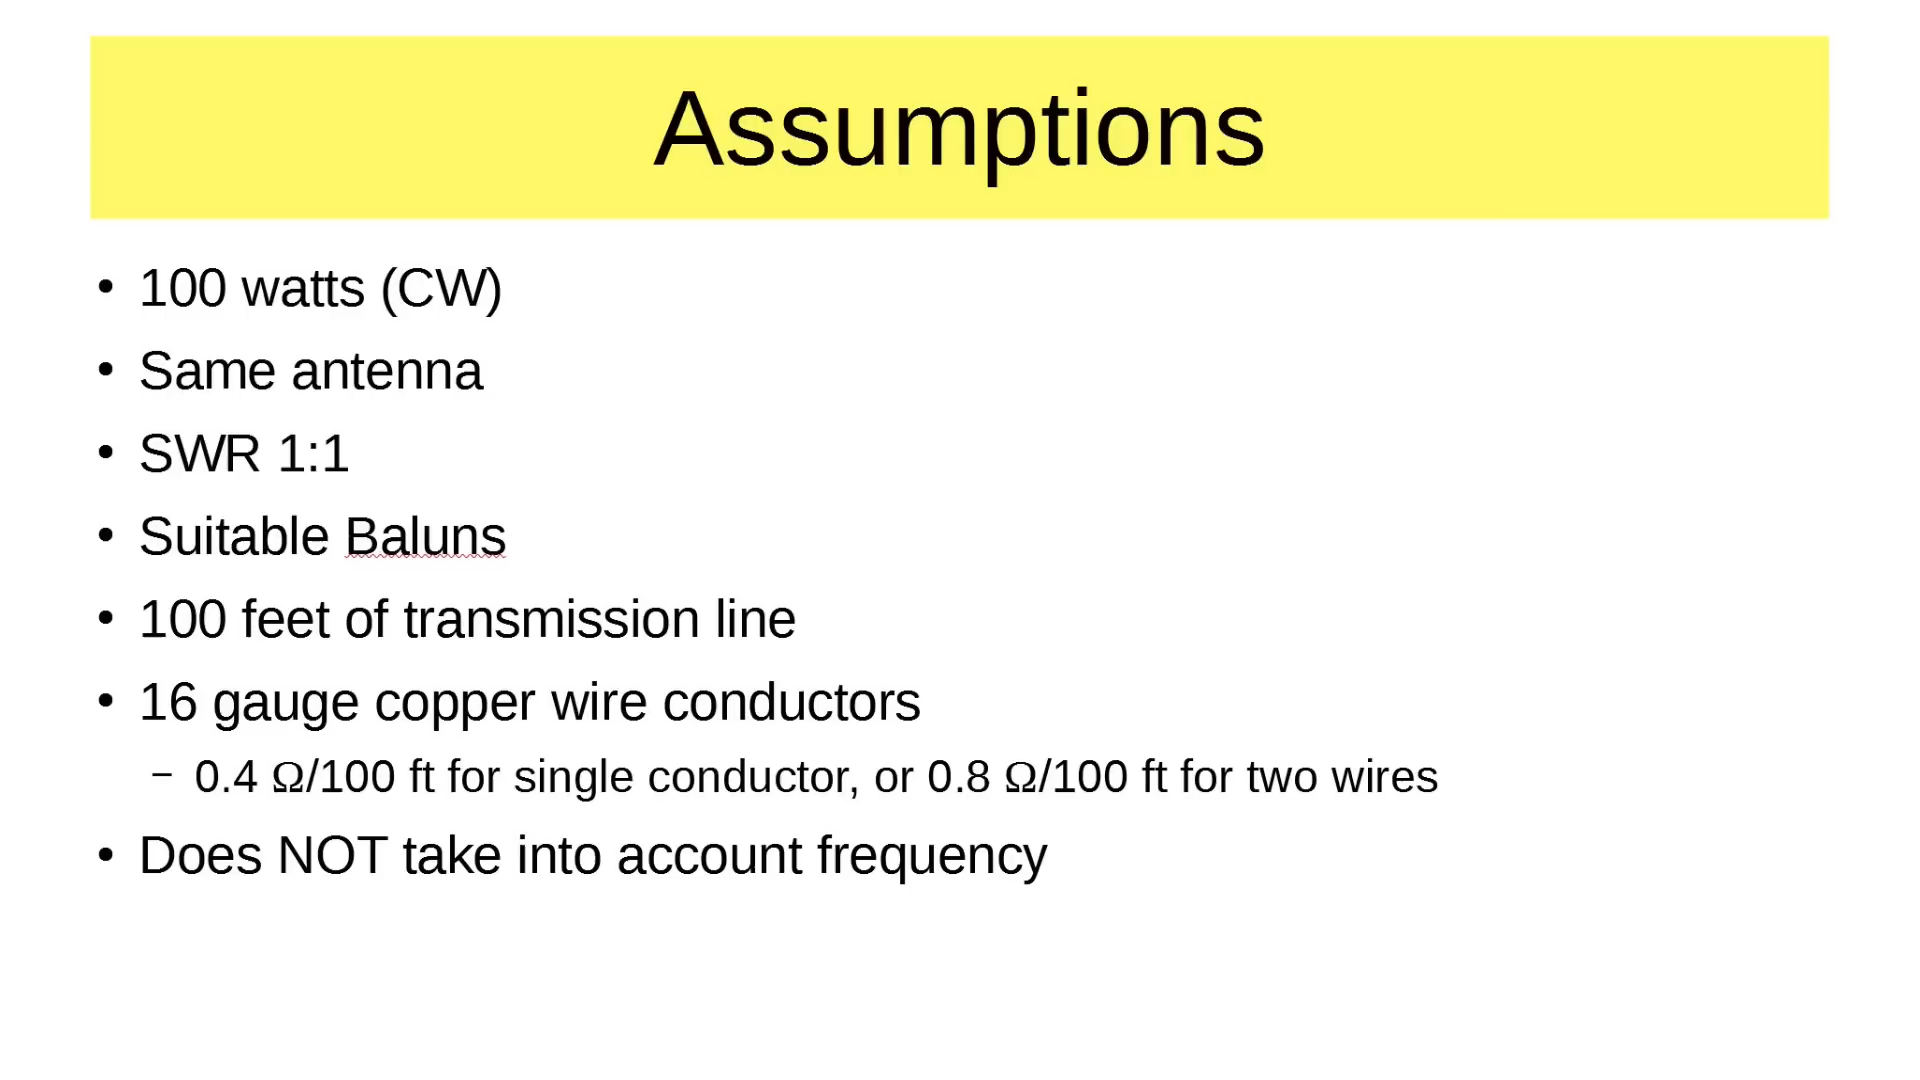 Assumptions
• 100 watts (CW)
• Same antenna
• SWR 1:1
• Suitable Baluns
• 100 feet of transmission line
• 16 gauge copper wire conductors
– 0.4 Ω/100 ft for single conductor, or 0.8 Ω/100 ft for two wires
• Does NOT take into account frequency